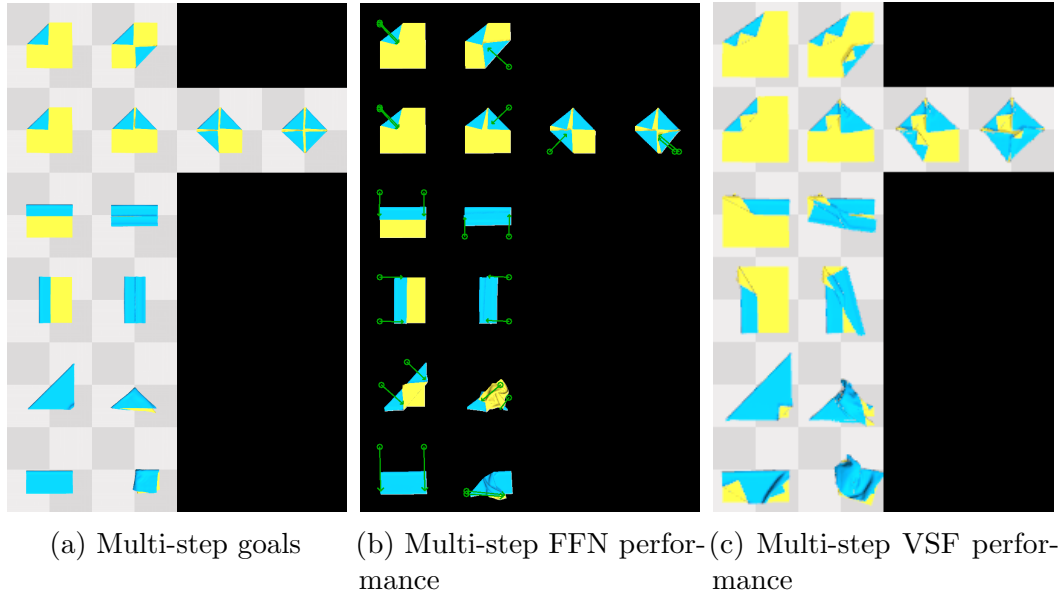 (a) Multi-step goals
(b) Multi-step FFN perfor-
mance
(c) Multi-step VSF perfor-
mance